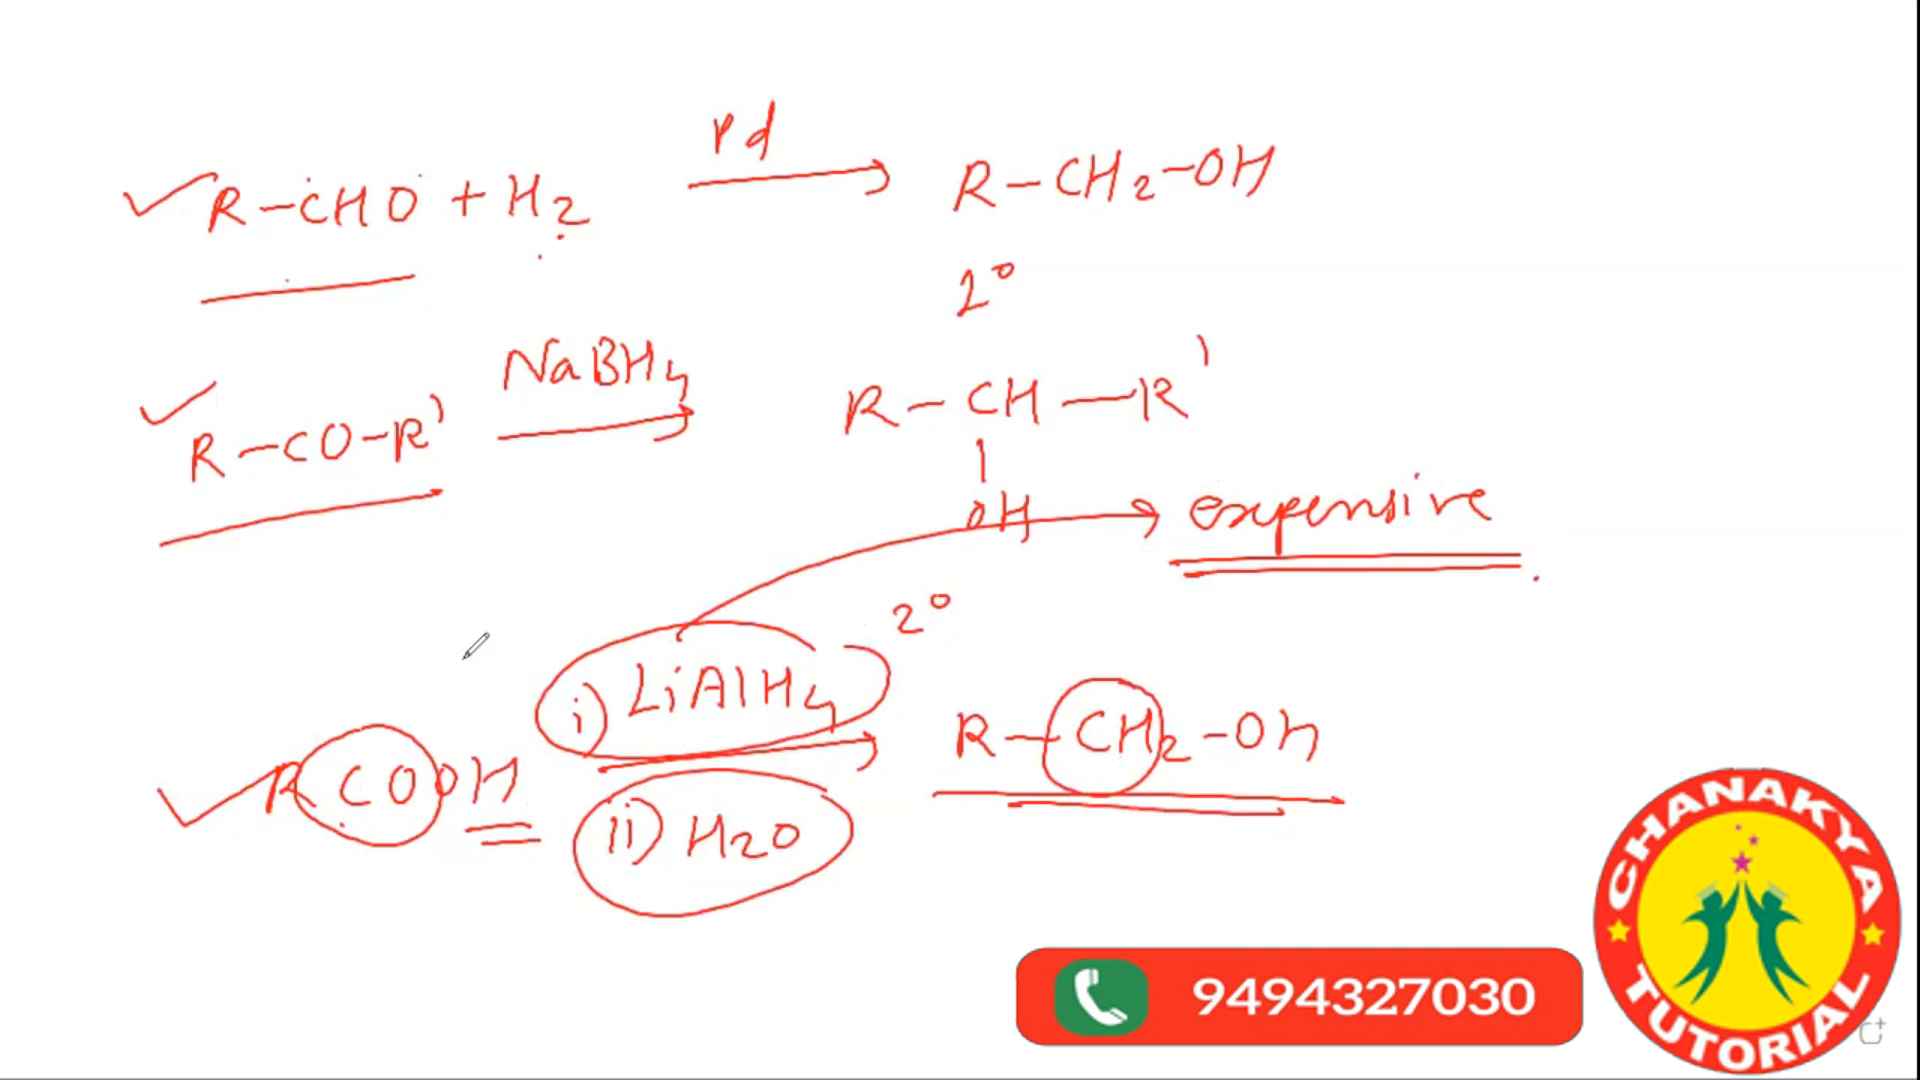 Pd
R-CHO + H2 → R-CH2-OH
1°
NaBH4
R-CO-R' → R-CH-R'
|
OH
→ expensive
2°
i) LiAlH4
RCOOH → R-CH2-OH
ii) H2O
9494327030
CHANAKYA
TUTORIAL